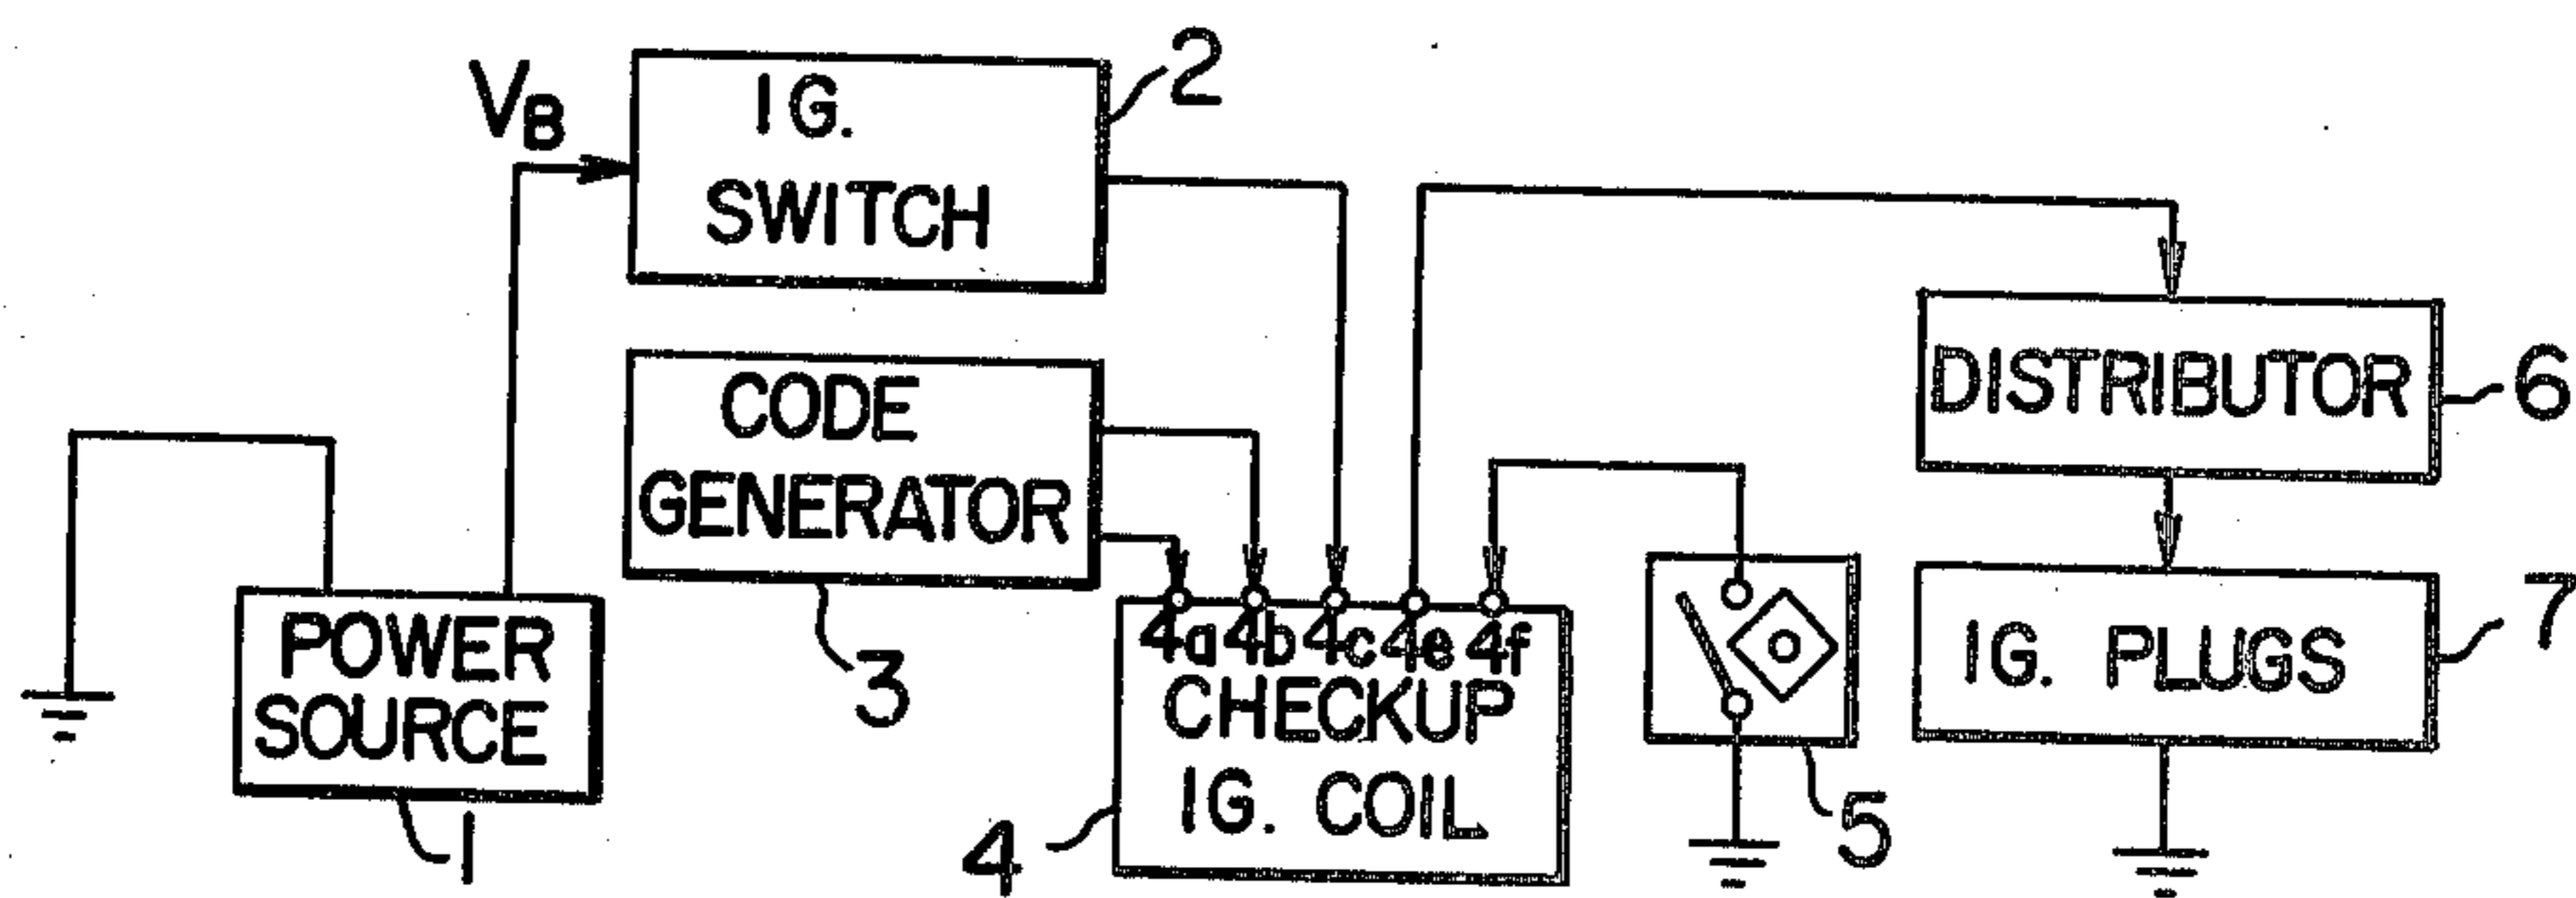 VB
IG.
SWITCH
2
CODE
GENERATOR
3
POWER
SOURCE
1
4a 4b 4c 4e 4f
CHECKUP
IG. COIL
4
5
DISTRIBUTOR
6
IG. PLUGS
7